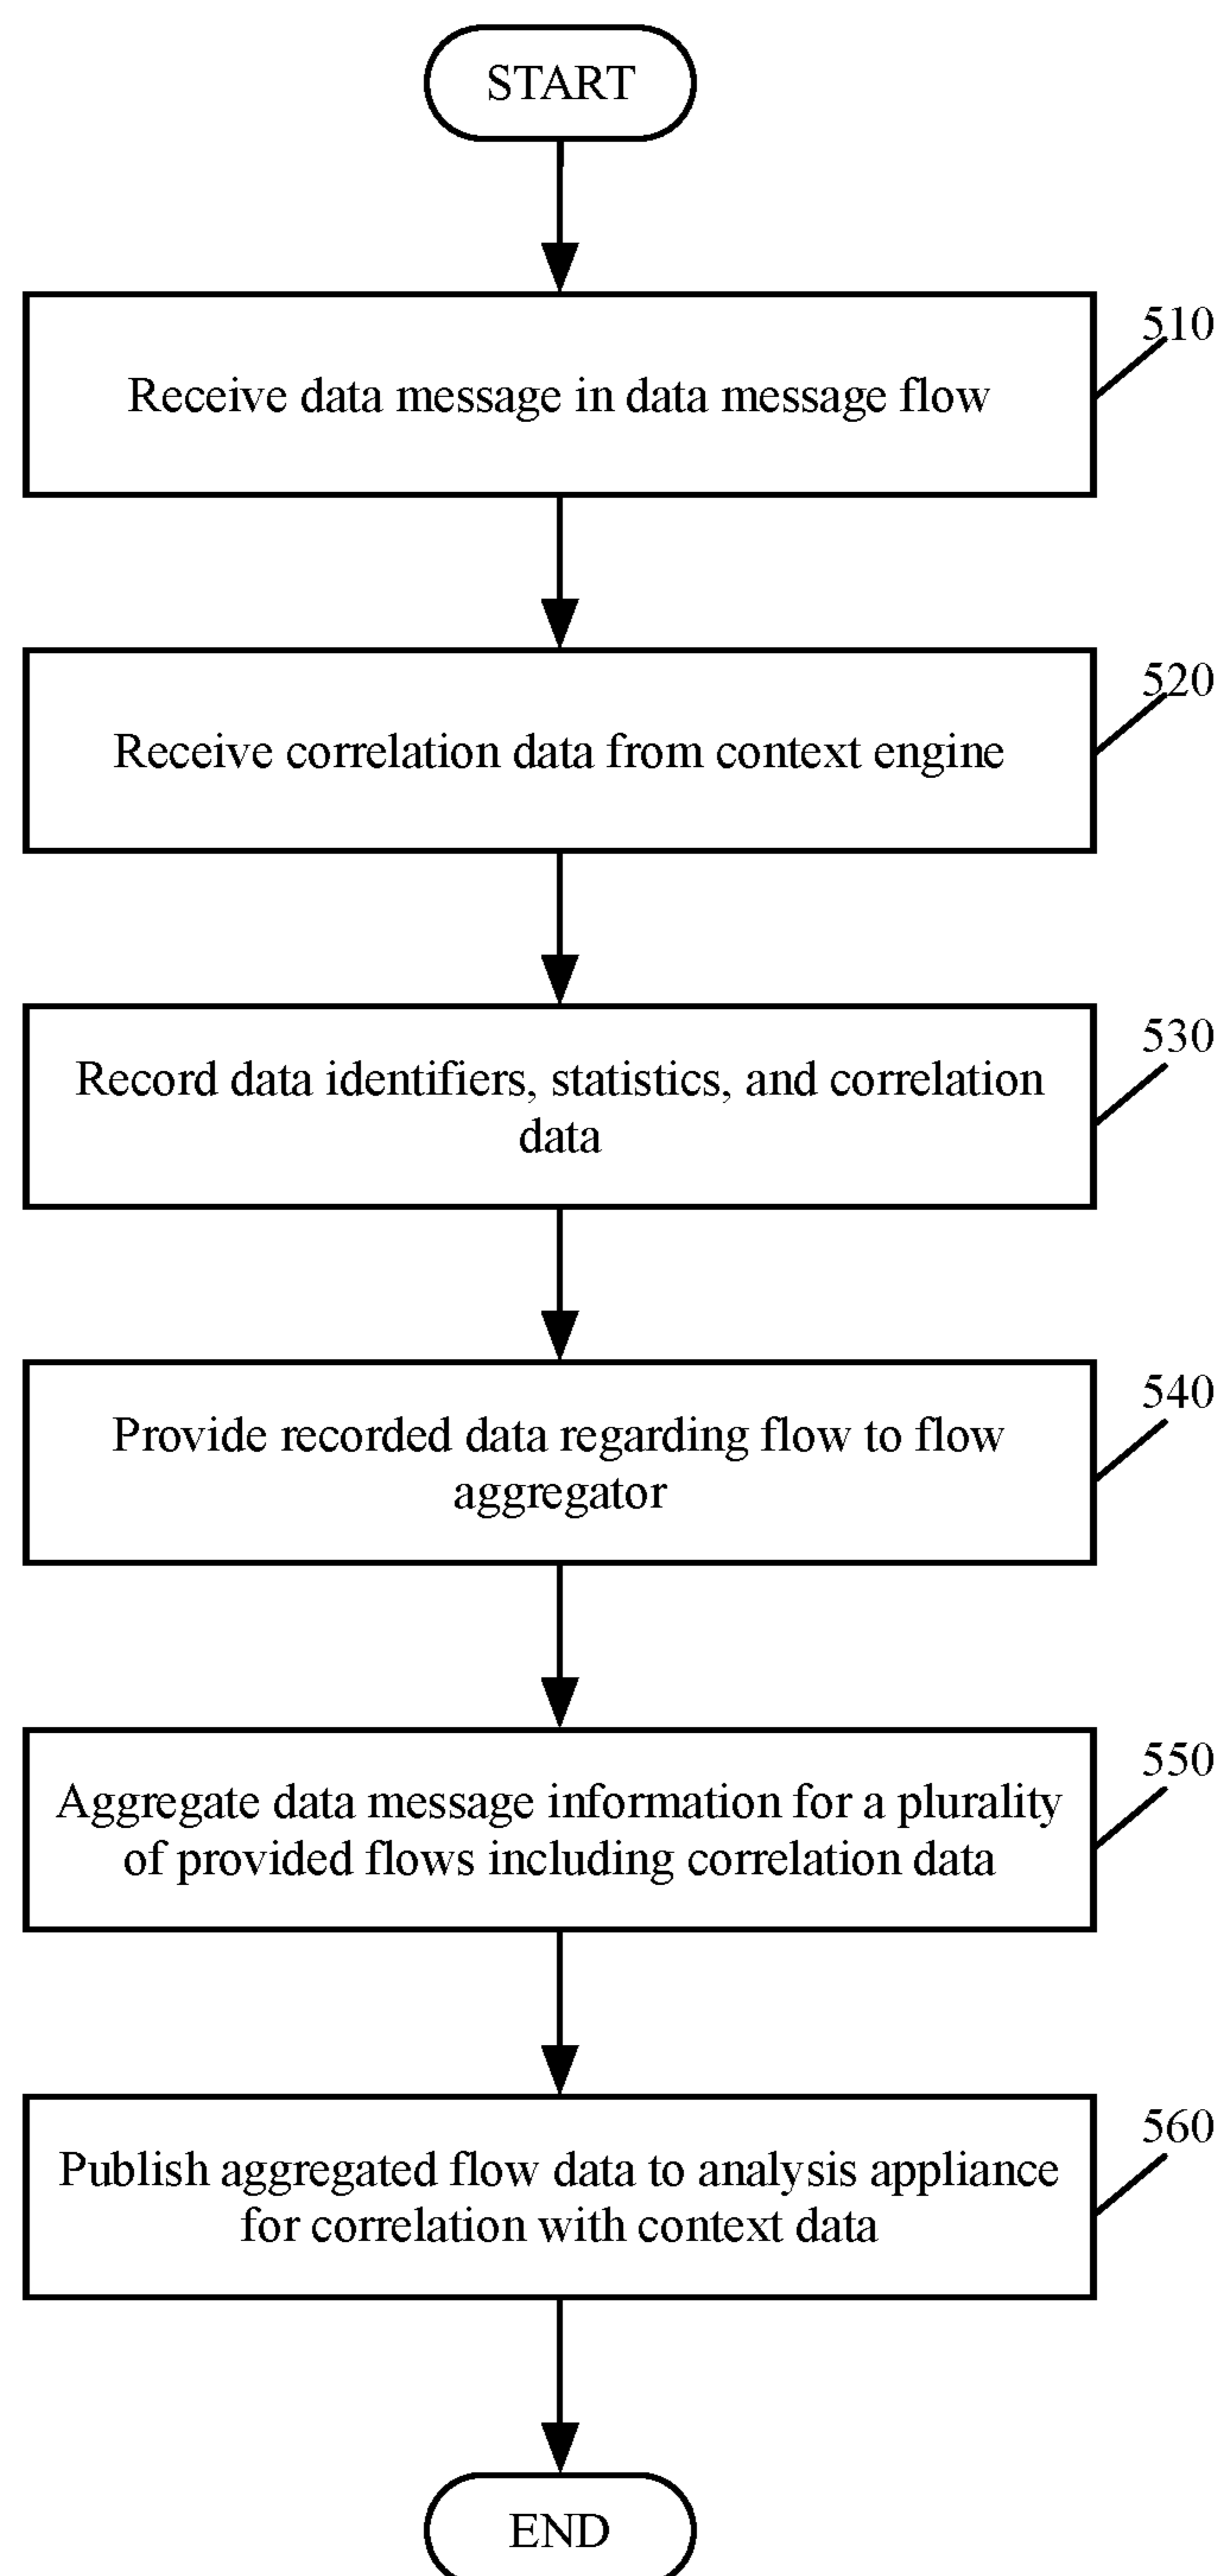 START
510
Receive data message in data message flow
520
Receive correlation data from context engine
530
Record data identifiers, statistics, and correlation
data
540
Provide recorded data regarding flow to flow
aggregator
550
Aggregate data message information for a plurality
of provided flows including correlation data
560
Publish aggregated flow data to analysis appliance
for correlation with context data
END